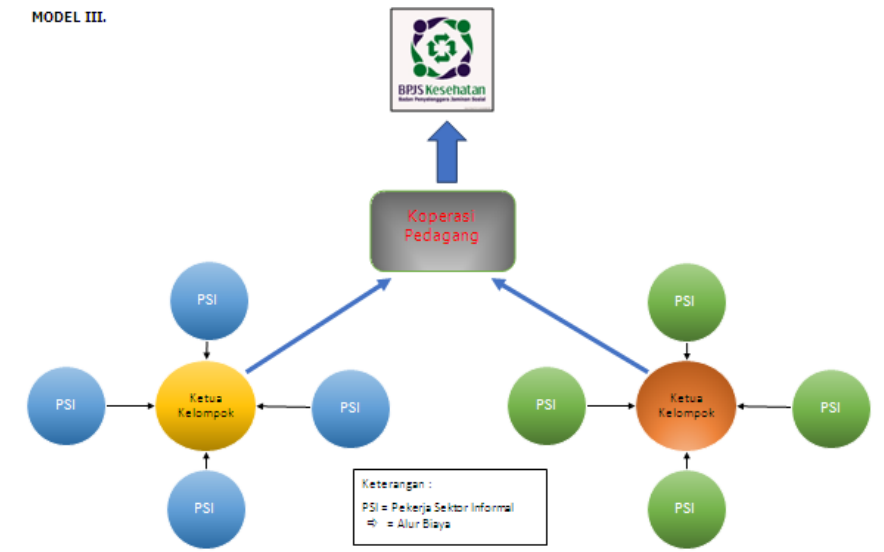 MODEL III.
BPJS Kesehatan
Badan Penyelenggara Jaminan Sosial
Koperasi
Pedagang
PSI
PSI
Ketua
Kelompok
PSI
PSI
PSI
PSI
Ketua
Kelompok
PSI
PSI
PSI
Keterangan :
PSI = Pekerja Sektor Informal
⇨ = Alur Biaya